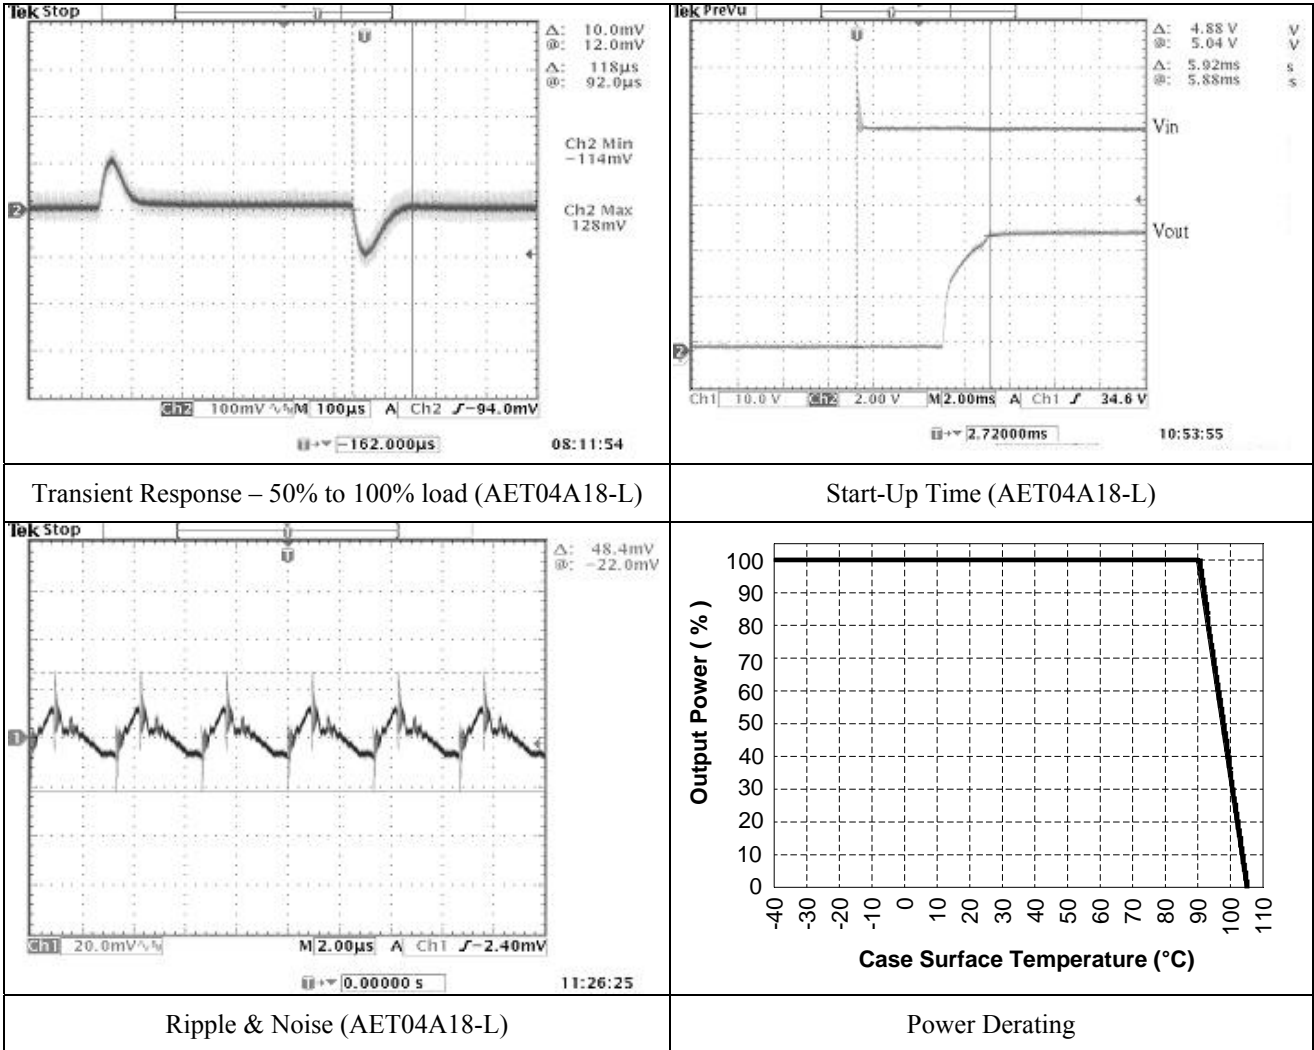 Tek Stop
Δ: 10.0mV
@: 12.0mV
Δ: 118µs
@: 92.0µs
Ch2 Min
-114mV
Ch2 Max
128mV
T
2
Ch2 100mV M 100µs A Ch2 -94.0mV
T -162.000µs
08:11:54
Transient Response – 50% to 100% load (AET04A18-L)
Tek PreVu
Δ: 4.88 V V
@: 5.04 V V
Δ: 5.92ms s
@: 5.88ms s
T
Vin
Vout
2
Ch1 10.0 V Ch2 2.00 V M 2.00ms A Ch1 34.6 V
T 2.72000ms
10:53:55
Start-Up Time (AET04A18-L)
Tek Stop
Δ: 48.4mV
@: -22.0mV
T
1
Ch1 20.0mV M 2.00µs A Ch1 -2.40mV
T 0.00000 s
11:26:25
Ripple & Noise (AET04A18-L)
Output Power ( % )
100
90
80
70
60
50
40
30
20
10
0
-40 -30 -20 -10 0 10 20 30 40 50 60 70 80 90 100 110
Case Surface Temperature (°C)
Power Derating